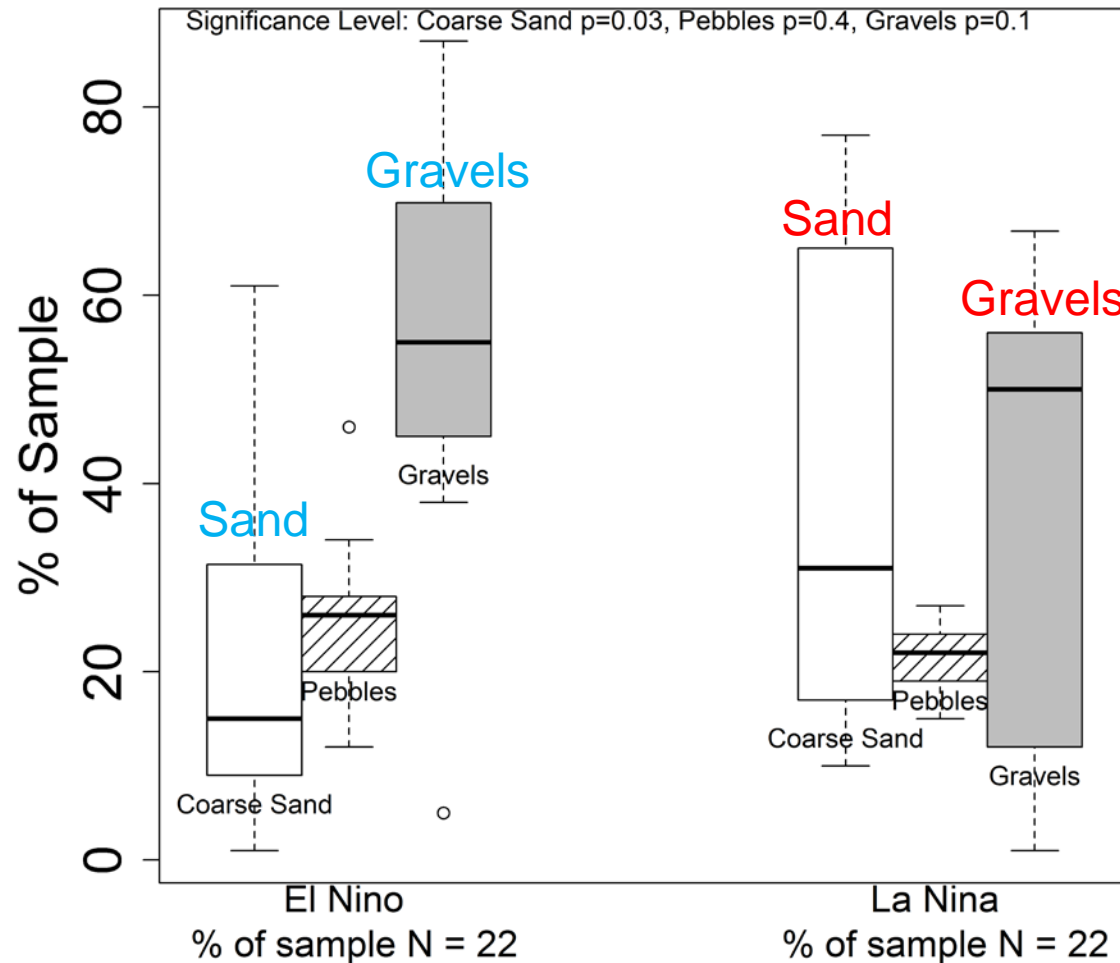 Significance Level: Coarse Sand p=0.03, Pebbles p=0.4, Gravels p=0.1
% of Sample
80
60
40
20
0
Gravels
Sand
Gravels
Sand
Gravels
Pebbles
Coarse Sand
Pebbles
Coarse Sand
Gravels
El Nino
% of sample N = 22
La Nina
% of sample N = 22